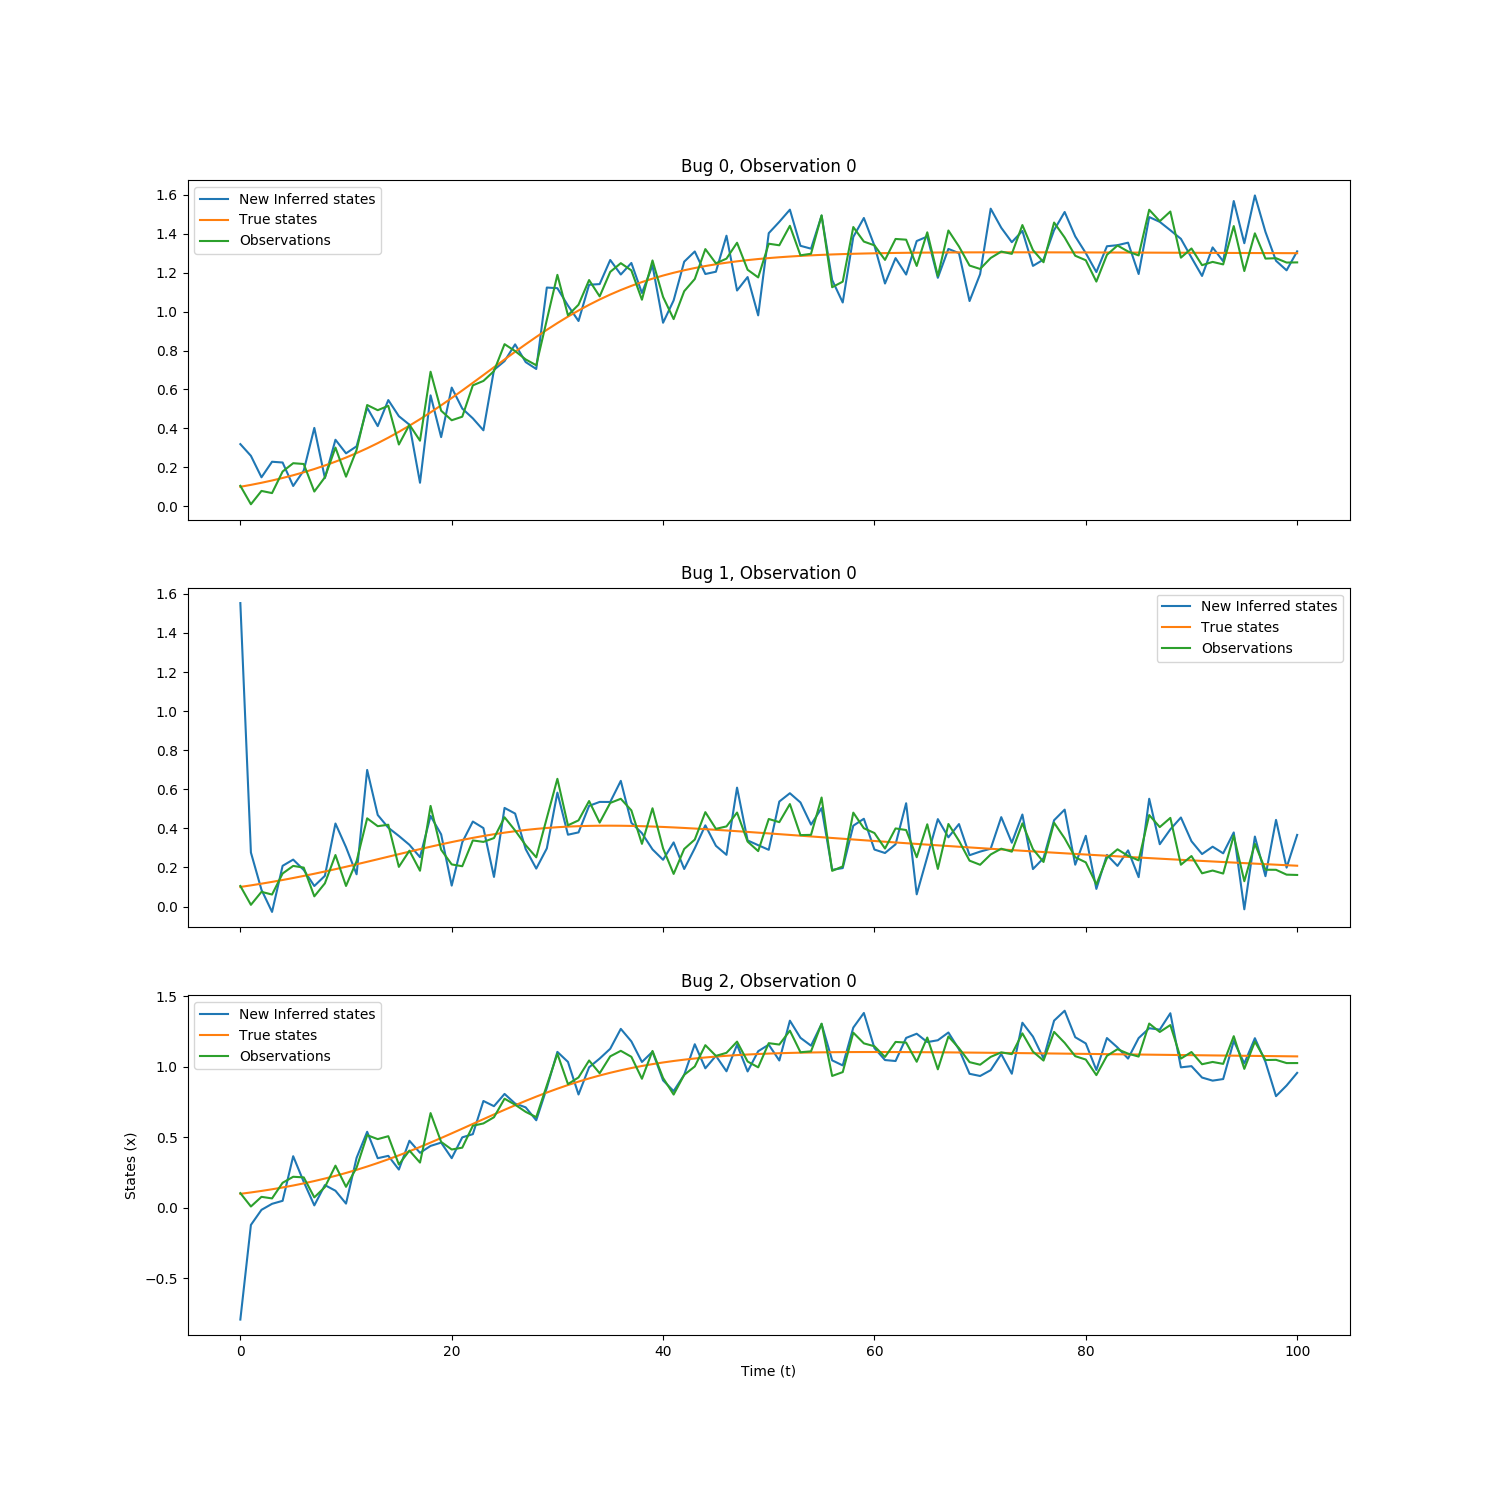 Bug 0, Observation 0
1.6
1.4
1.2
1.0
0.8
0.6
0.4
0.2
0.0
New Inferred states
True states
Observations
Bug 1, Observation 0
1.6
1.4
1.2
1.0
0.8
0.6
0.4
0.2
0.0
New Inferred states
True states
Observations
Bug 2, Observation 0
1.5
1.0
0.5
0.0
−0.5
New Inferred states
True states
Observations
States (x)
0 20 40 60 80 100
Time (t)